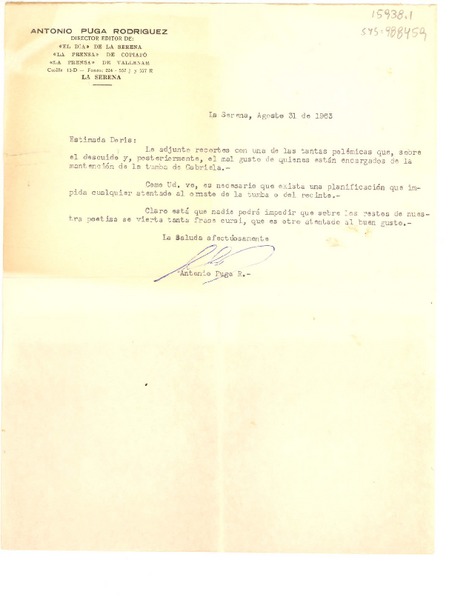 15938.1
SYS-988459
ANTONIO PUGA RODRIGUEZ
DIRECTOR EDITOR DE:
«EL DIA» DE LA SERENA
«LA PRENSA» DE COPIAPÓ
«LA PRENSA» DE VALLENAR
LA SERENA
La Serena, Agosto 31 de 1963
Estimada Doris:
Le adjunto recortes con una de las tantas polémicas que, sobre
el descuido y, posteriormente, el mal gusto de quienes están encargados de la
mantención de la tumba de Gabriela.-
Como Ud. ve, es necesario que exista una planificación que im-
pida cualquier atentado al ornato de la tumba o del recinto.-
Claro está que nadie podrá impedir que sobre los restos de nues-
tra poetisa se vierta tanta frase cursi, que es otro atentado al buen gusto.-
La saluda afectuosamente
Antonio Puga R.-